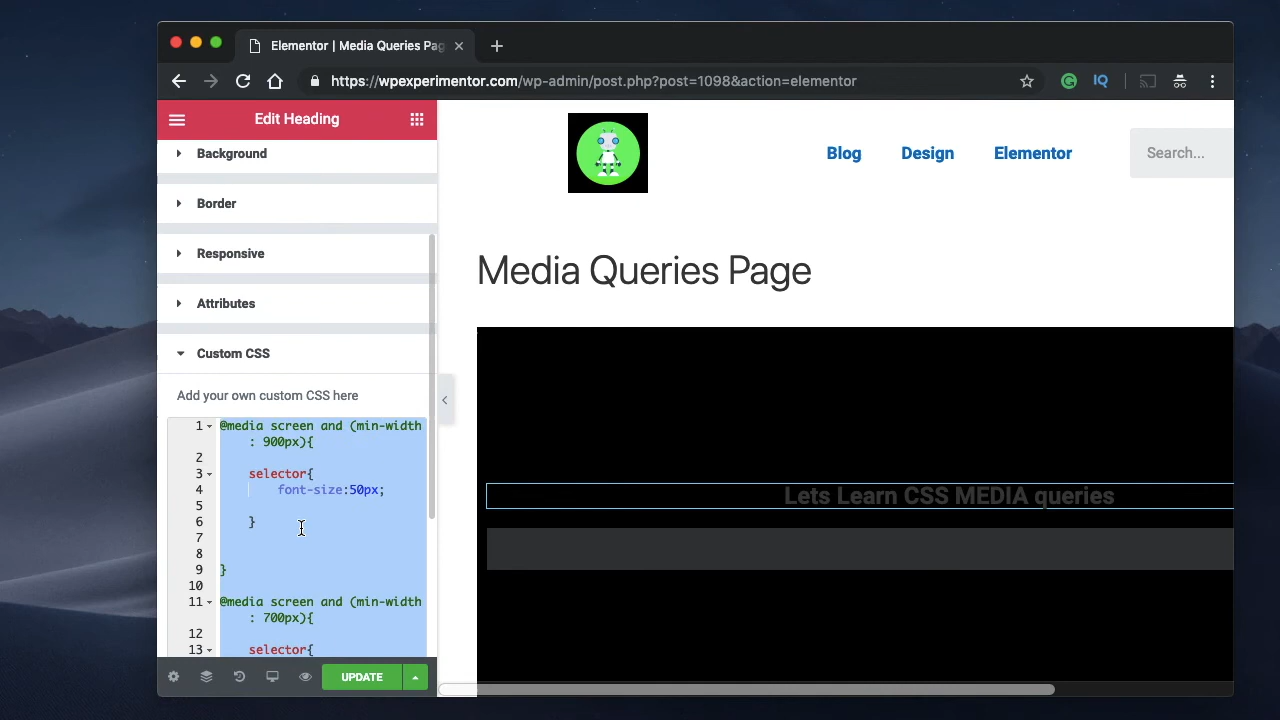 Elementor | Media Queries Pag
https://wpexperimentor.com/wp-admin/post.php?post=1098&action=elementor
Edit Heading
Background
Border
Responsive
Attributes
Custom CSS
Add your own custom CSS here
1 @media screen and (min-width
: 900px){
2
3 selector{
4 font-size:50px;
5
6 }
7
8
9 }
10
11 @media screen and (min-width
: 700px){
12
13 selector{
UPDATE
Blog Design Elementor Search...
Media Queries Page
Lets Learn CSS MEDIA queries